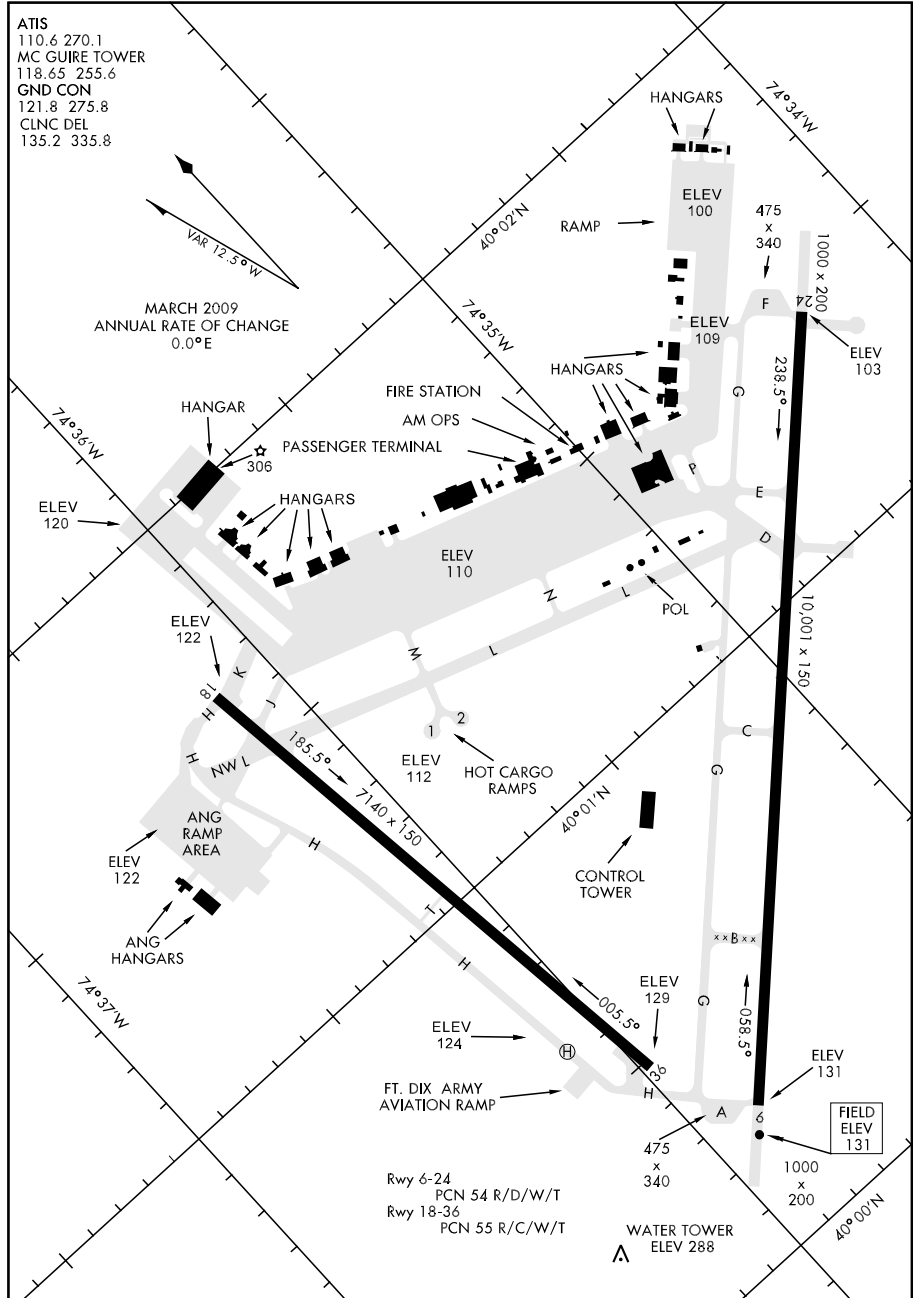 ATIS
110.6 270.1
MC GUIRE TOWER
118.65 255.6
GND CON
121.8 275.8
CLNC DEL
135.2 335.8
VAR 12.5°W
MARCH 2009
ANNUAL RATE OF CHANGE
0.0°E
74°34'W
HANGARS
ELEV
100
RAMP
475
x
340
1000 x 200
40°02'N
F
24
ELEV
103
ELEV
109
238.5°
G
74°35'W
HANGARS
FIRE STATION
AM OPS
PASSENGER TERMINAL
HANGAR
306
74°36'W
HANGARS
ELEV
120
P
E
D
ELEV
110
N
L
POL
10,001 x 150
ELEV
122
K
18
H
J
M
L
H
NW L
185.5°
7140 x 150
1
2
ELEV
112
HOT CARGO
RAMPS
C
G
40°01'N
CONTROL
TOWER
ANG
RAMP
AREA
H
ELEV
122
ANG
HANGARS
T
H
x x B x x
74°37'W
005.5°
ELEV
129
G
058.5°
ELEV
124
H
36
H
ELEV
131
FT. DIX ARMY
AVIATION RAMP
A
6
FIELD
ELEV
131
475
x
340
1000
x
200
Rwy 6-24
PCN 54 R/D/W/T
Rwy 18-36
PCN 55 R/C/W/T
WATER TOWER
ELEV 288
40°00'N